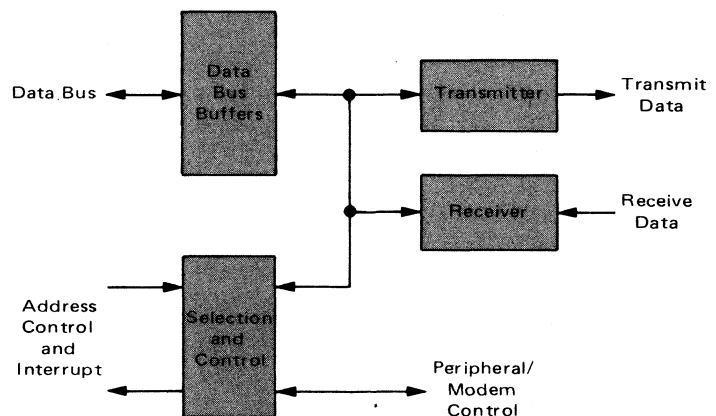 Data Bus
Data
Bus
Buffers
Transmitter
Transmit
Data
Receiver
Receive
Data
Address
Control
and
Interrupt
Selection
and
Control
Peripheral/
Modem
Control